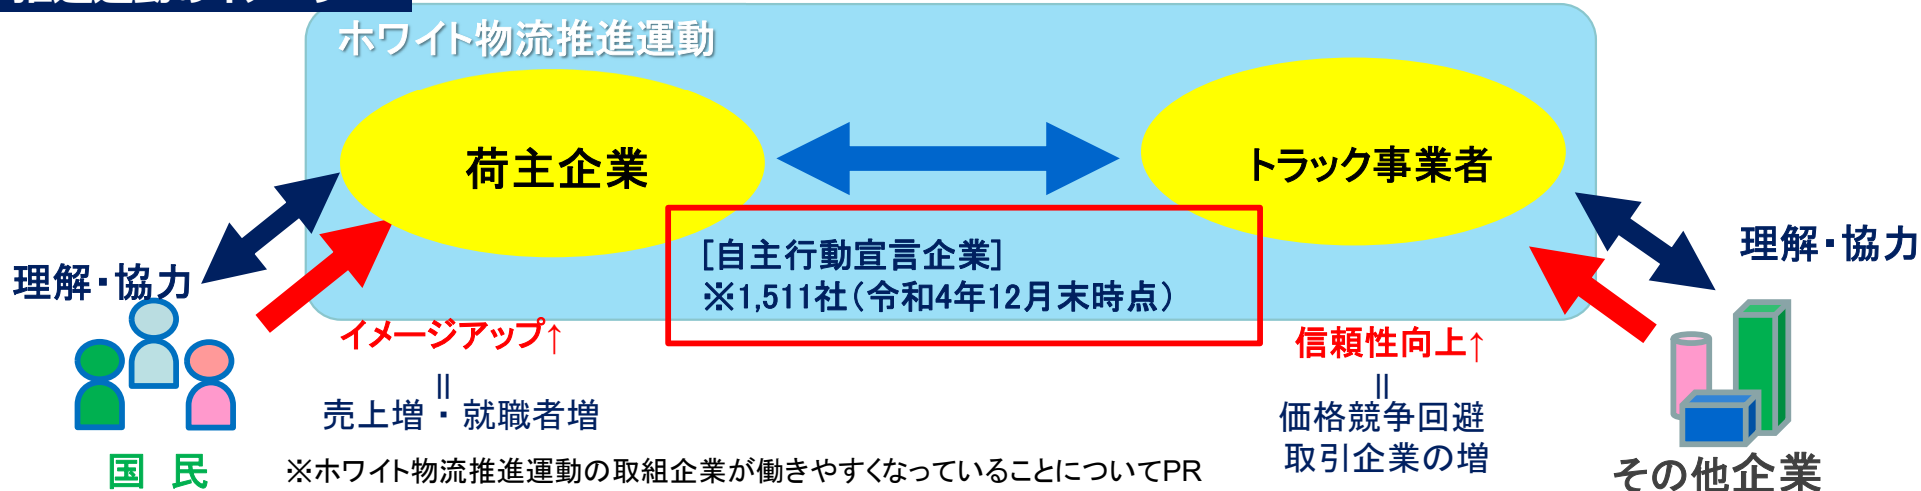 ホワイト物流推進運動
荷主企業
トラック事業者
[自主行動宣言企業]
※1,511社(令和4年12月末時点)
理解・協力
理解・協力
イメージアップ↑
||
売上増・就職者増
信頼性向上↑
||
価格競争回避
取引企業の増
国 民
※ホワイト物流推進運動の取組企業が働きやすくなっていることについてPR
その他企業